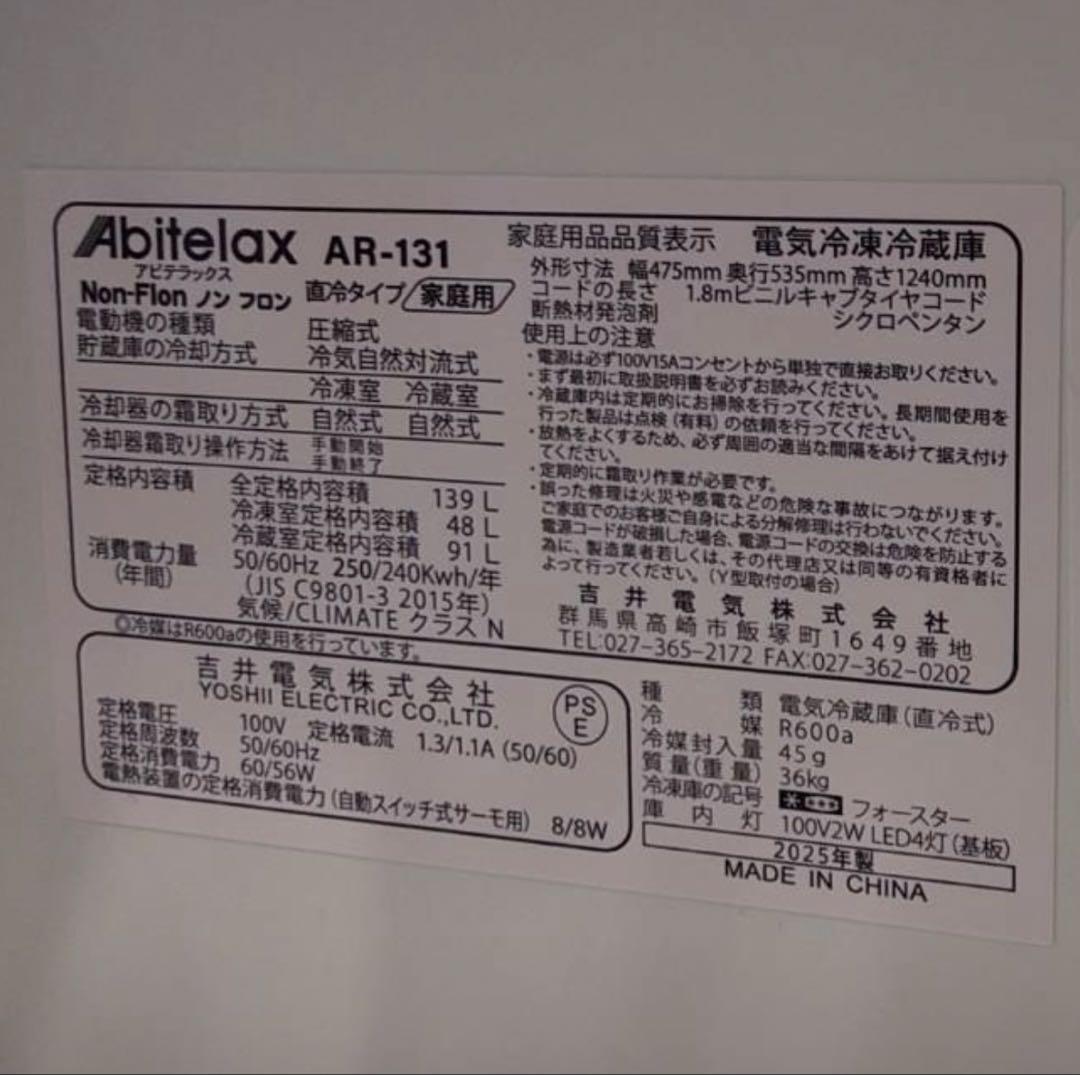 Abitelax AR-131
アビテラックス
Non-Flon ノン フロン 直冷タイプ 家庭用
電動機の種類 圧縮式
貯蔵庫の冷却方式 冷気自然対流式
冷凍室 冷蔵室
冷却器の霜取り方式 自然式 自然式
冷却器霜取り操作方法 手動開始
手動終了
定格内容積 全定格内容積 139 L
冷凍室定格内容積 48 L
冷蔵室定格内容積 91 L
消費電力量 50/60Hz 250/240Kwh/年
(年間) (JIS C9801-3 2015年)
気候/CLIMATE クラス N
◎冷媒はR600aの使用を行っています。
家庭用品品質表示 電気冷凍冷蔵庫
外形寸法 幅475mm 奥行535mm 高さ1240mm
コードの長さ 1.8mビニルキャブタイヤコード
断熱材発泡剤 シクロペンタン
使用上の注意
・電源は必ず100V15Aコンセントから単独で直接お取りください。
・まず最初に取扱説明書を必ずお読みください。
・冷蔵庫内は定期的にお掃除を行ってください。長期間使用を
行った製品は点検(有料)の依頼を行ってください。
・放熱をよくするため、必ず周囲の適当な間隔をあけて据え付け
てください。
・定期的に霜取り作業が必要です。
・誤った修理は火災や感電などの危険な事故につながります。
ご家庭でのお客様ご自身による分解修理は行わないでください。
電源コードが破損した場合、電源コードの交換は危険を防止する
為に、製造業者若しくは、その代理店又は同等の有資格者に
よって行ってください。(Y型取付の場合)
吉井電気株式会社
群馬県高崎市飯塚町1649番地
TEL:027-365-2172 FAX:027-362-0202
吉井電気株式会社
YOSHII ELECTRIC CO.,LTD.
PS
E
定格電圧 100V 定格電流 1.3/1.1A (50/60)
定格周波数 50/60Hz
定格消費電力 60/56W
電熱装置の定格消費電力(自動スイッチ式サーモ用) 8/8W
種類 電気冷蔵庫(直冷式)
冷媒 R600a
冷媒封入量 45g
質量(重量) 36kg
冷凍庫の記号 フォースター
庫内灯 100V2W LED4灯(基板)
2025年製
MADE IN CHINA